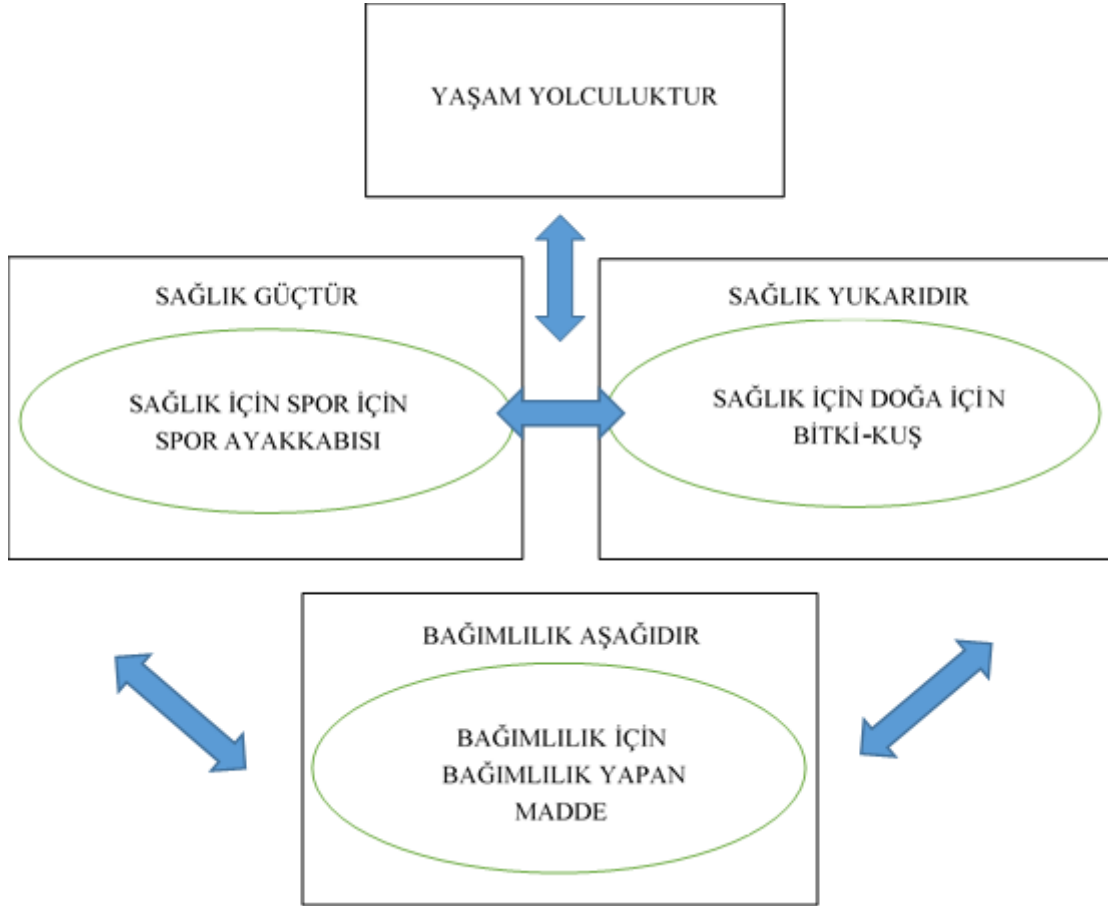 YAŞAM YOLCULUKTUR
SAĞLIK GÜÇTÜR
SAĞLIK İÇİN SPOR İÇİN
SPOR AYAKKABISI
SAĞLIK YUKARIDIR
SAĞLIK İÇİN DOĞA İÇİN
BİTKİ-KUŞ
BAĞIMLILIK AŞAĞIDIR
BAĞIMLILIK İÇİN
BAĞIMLILIK YAPAN
MADDE